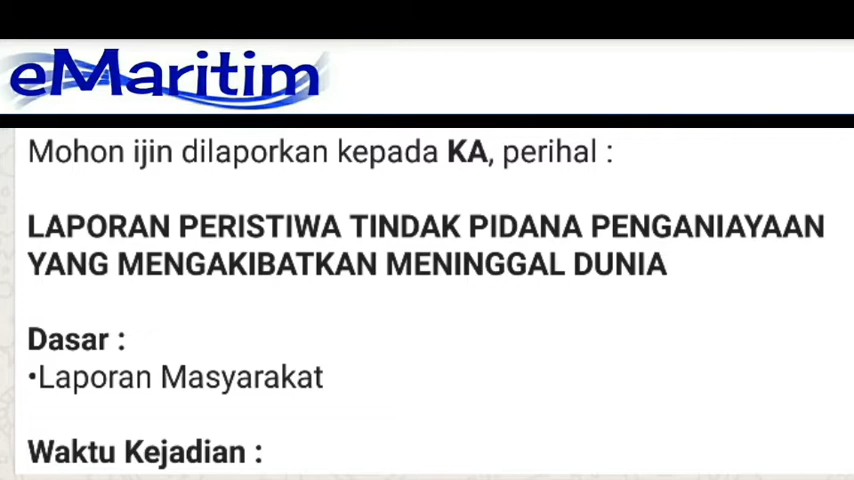 eMaritim
Mohon ijin dilaporkan kepada KA, perihal :
LAPORAN PERISTIWA TINDAK PIDANA PENGANIAYAAN
YANG MENGAKIBATKAN MENINGGAL DUNIA
Dasar :
•Laporan Masyarakat
Waktu Kejadian :